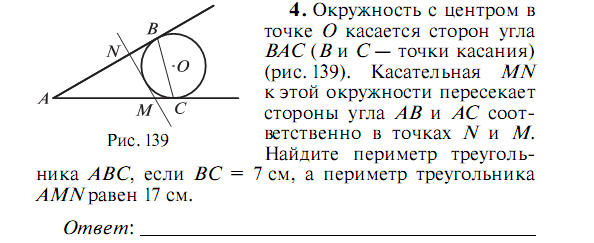 4. Окружность с центром в
точке O касается сторон угла
BAC (B и C — точки касания)
(рис. 139). Касательная MN
к этой окружности пересекает
стороны угла AB и AC соот-
ветственно в точках N и M.
Найдите периметр треуголь-
ника ABC, если BC = 7 см, а периметр треугольника
AMN равен 17 см.
Ответ:
B
N
O
A
M
C
Рис. 139